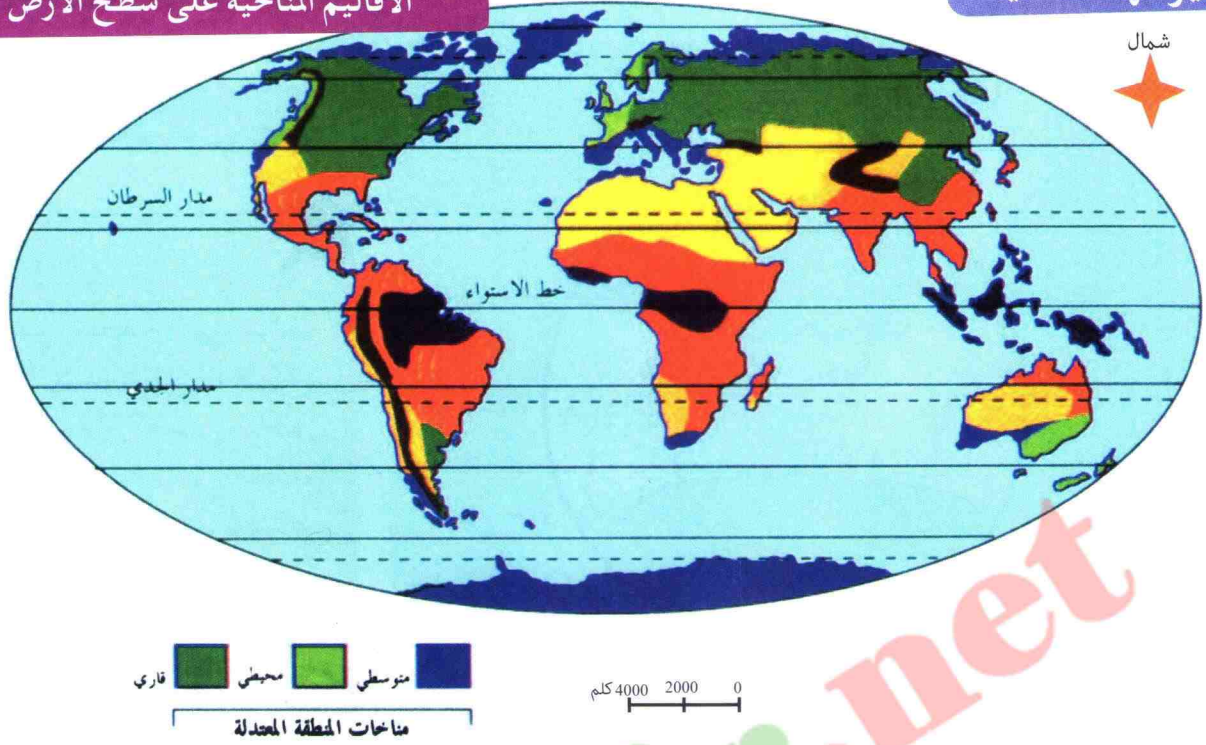 الأقاليم المناخية على سطح الأرض
شمال
مدار السرطان
خط الاستواء
مدار الجدي
متوسطي
محيطي
قاري
مناخات المنطقة المعتدلة
0 2000 4000 كلم
.net